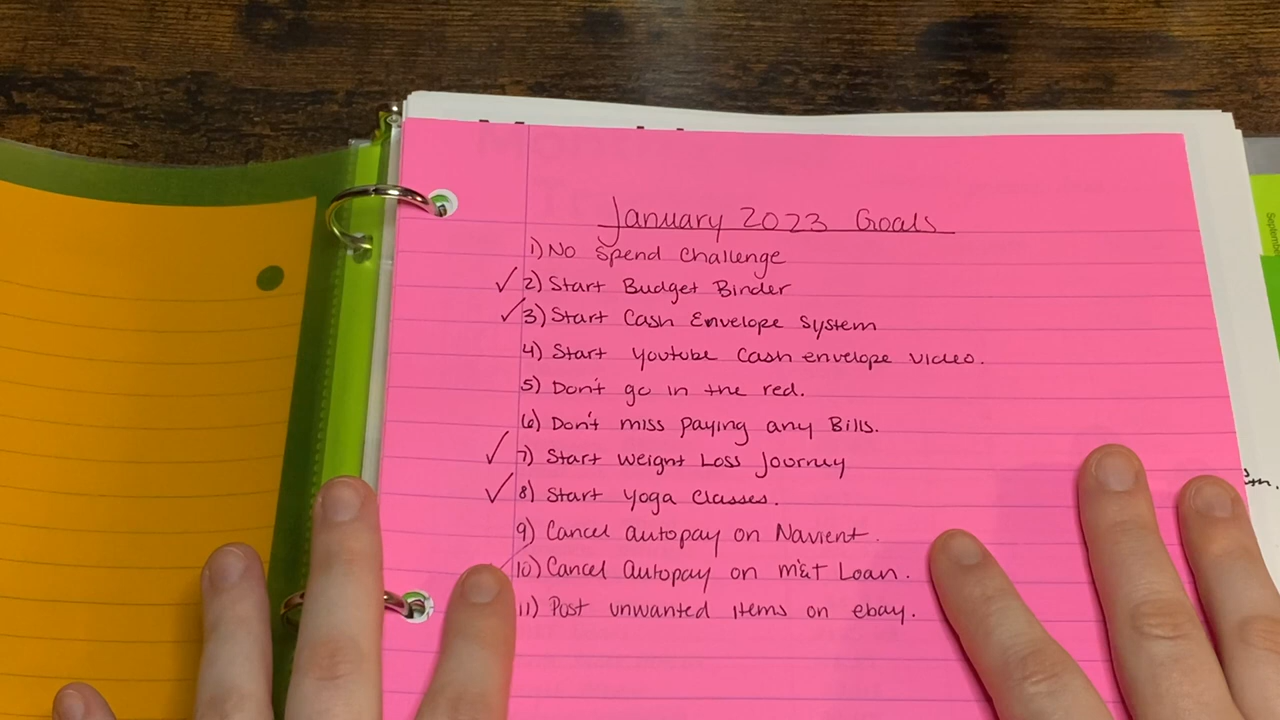 January 2023 Goals
1) No Spend Challenge
✓ 2) Start Budget Binder
✓ 3) Start Cash Envelope System
4) Start youtube Cash envelope video.
5) Don't go in the red.
6) Don't miss paying any Bills.
✓ 7) Start Weight Loss Journey
✓ 8) Start Yoga Classes.
9) Cancel autopay on Navient.
✓ 10) Cancel Autopay on m&t Loan.
11) Post unwanted items on ebay.